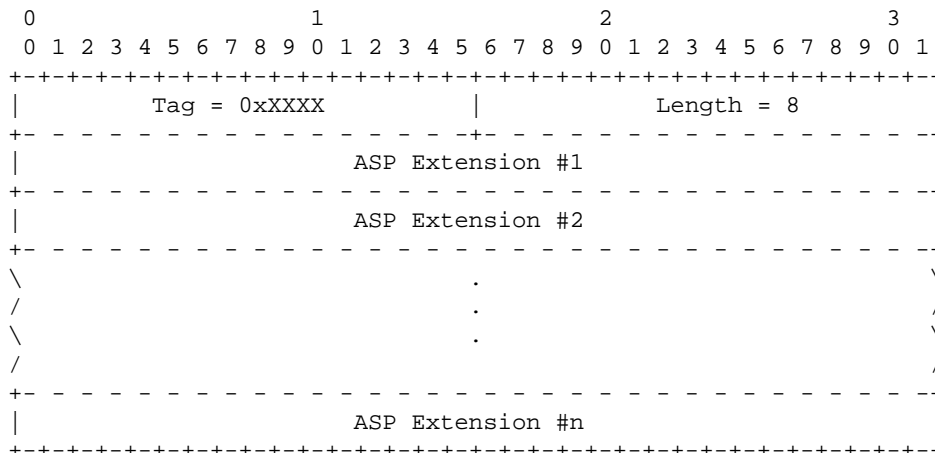 0                   1                   2                   3
 0 1 2 3 4 5 6 7 8 9 0 1 2 3 4 5 6 7 8 9 0 1 2 3 4 5 6 7 8 9 0 1
+-+-+-+-+-+-+-+-+-+-+-+-+-+-+-+-+-+-+-+-+-+-+-+-+-+-+-+-+-+-+-+-
|         Tag = 0xXXXX          |            Length = 8
+- - - - - - - - - - - - - - - -+- - - - - - - - - - - - - - - --
|                       ASP Extension #1
+- - - - - - - - - - - - - - - - - - - - - - - - - - - - - - - --
|                       ASP Extension #2
+- - - - - - - - - - - - - - - - - - - - - - - - - - - - - - - --
\                               .                               \
/                               .                               /
\                               .                               \
/                                                               /
+- - - - - - - - - - - - - - - - - - - - - - - - - - - - - - - --
|                       ASP Extension #n
+-+-+-+-+-+-+-+-+-+-+-+-+-+-+-+-+-+-+-+-+-+-+-+-+-+-+-+-+-+-+-+-